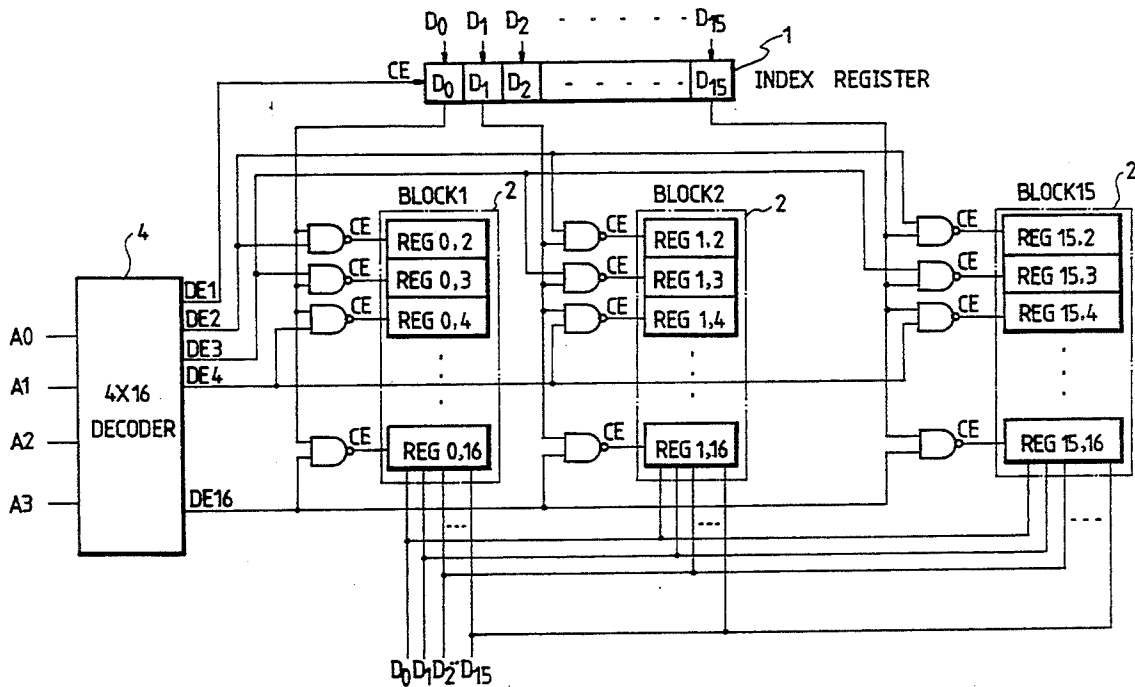 D0 D1 D2 - - - - - D15
1
CE D0 D1 D2 - - - - - D15 INDEX REGISTER
BLOCK1 2 BLOCK2 2 BLOCK15 2
CE REG 0,2 CE REG 1,2 CE REG 15,2
CE REG 0,3 CE REG 1,3 CE REG 15,3
CE REG 0,4 CE REG 1,4 CE REG 15,4
4
DE1
DE2
A0
DE3
DE4
A1
4X16
DECODER
A2
CE REG 0,16 CE REG 1,16 CE REG 15,16
A3
DE16
D0 D1 D2 -- D15